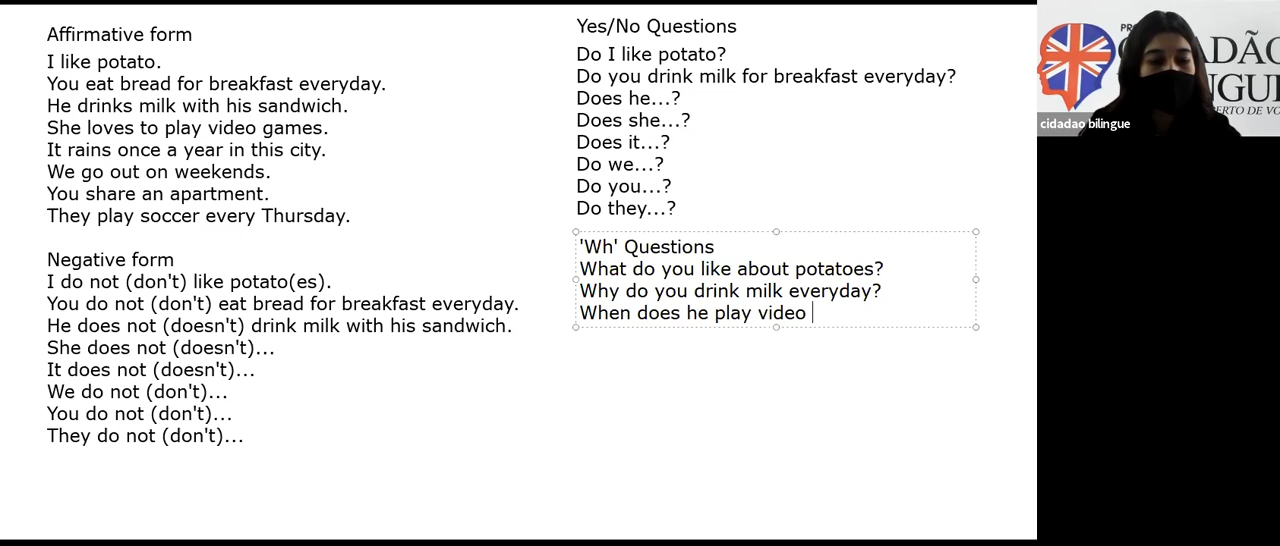 Affirmative form
I like potato.
You eat bread for breakfast everyday.
He drinks milk with his sandwich.
She loves to play video games.
It rains once a year in this city.
We go out on weekends.
You share an apartment.
They play soccer every Thursday.
Negative form
I do not (don't) like potato(es).
You do not (don't) eat bread for breakfast everyday.
He does not (doesn't) drink milk with his sandwich.
She does not (doesn't)...
It does not (doesn't)...
We do not (don't)...
You do not (don't)...
They do not (don't)...
Yes/No Questions
Do I like potato?
Do you drink milk for breakfast everyday?
Does he...?
Does she...?
Does it...?
Do we...?
Do you...?
Do they...?
'Wh' Questions
What do you like about potatoes?
Why do you drink milk everyday?
When does he play video
cidadao bilingue